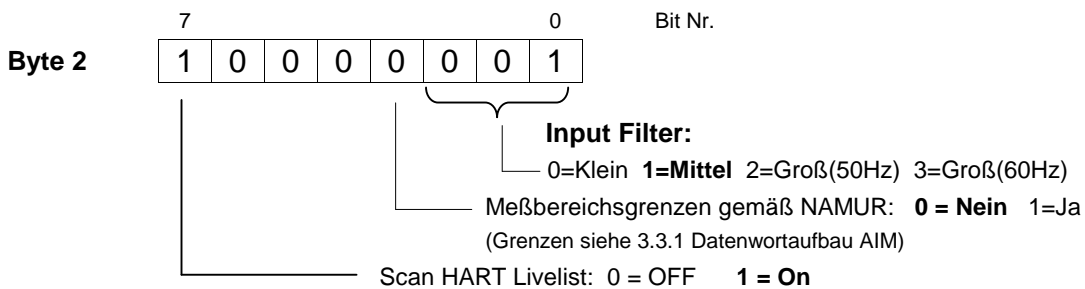 7 0 Bit Nr.
Byte 2 1 0 0 0 0 0 0 1
Input Filter:
0=Klein 1=Mittel 2=Groß(50Hz) 3=Groß(60Hz)
Meßbereichsgrenzen gemäß NAMUR: 0 = Nein 1=Ja
(Grenzen siehe 3.3.1 Datenwortaufbau AIM)
Scan HART Livelist: 0 = OFF 1 = On